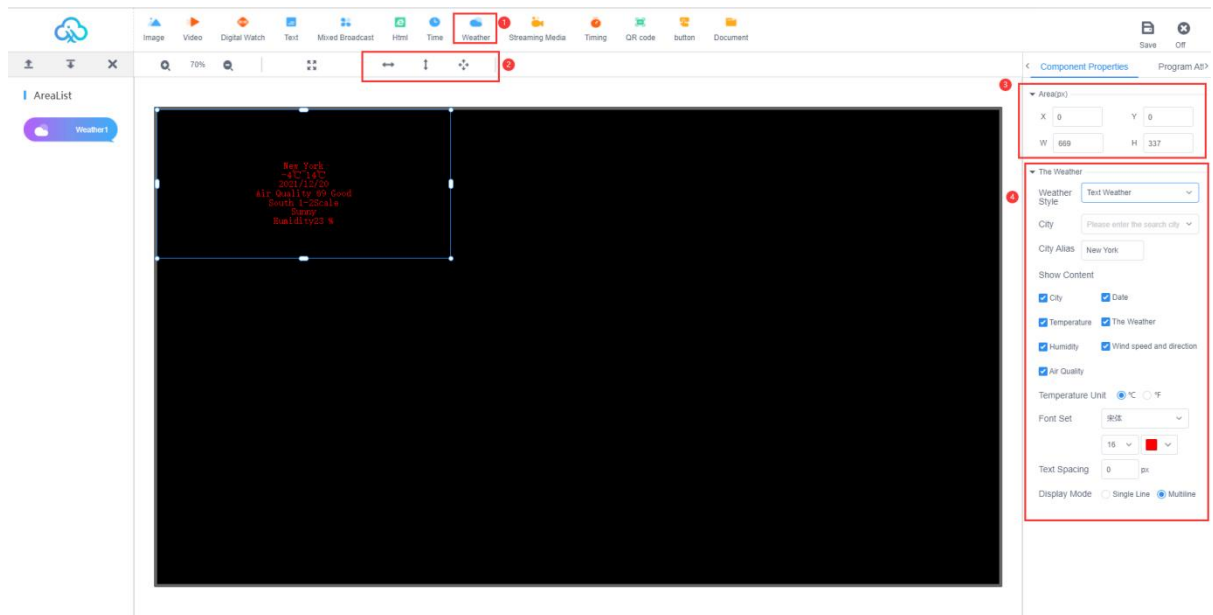 Image Video Digital Watch Text Mixed Broadcast Html Time Weather 1 Streaming Media Timing QR code button Document Save Off
70% 2
Component Properties Program Att
AreaList
Weather1
3
Area(px)
X 0 Y 0
W 669 H 337
New York
-4℃~14℃
2021/12/20
Air Quality 69 Good
South 1-2Scale
Sunny
Humidity23 %
4
The Weather
Weather Style Text Weather
City Please enter the search city
City Alias New York
Show Content
City Date
Temperature The Weather
Humidity Wind speed and direction
Air Quality
Temperature Unit ℃ ℉
Font Set 宋体
16
Text Spacing 0 px
Display Mode Single Line Multiline